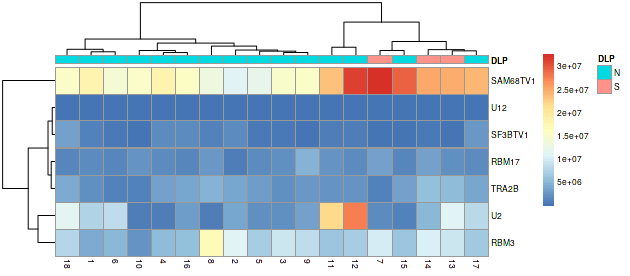 DLP
SAM68TV1
U12
SF3BTV1
RBM17
TRA2B
U2
RBM3
18 1 6 10 4 16 8 2 5 3 9 11 12 7 15 14 13 17
3e+07
2.5e+07
2e+07
1.5e+07
1e+07
5e+06
DLP
N
S